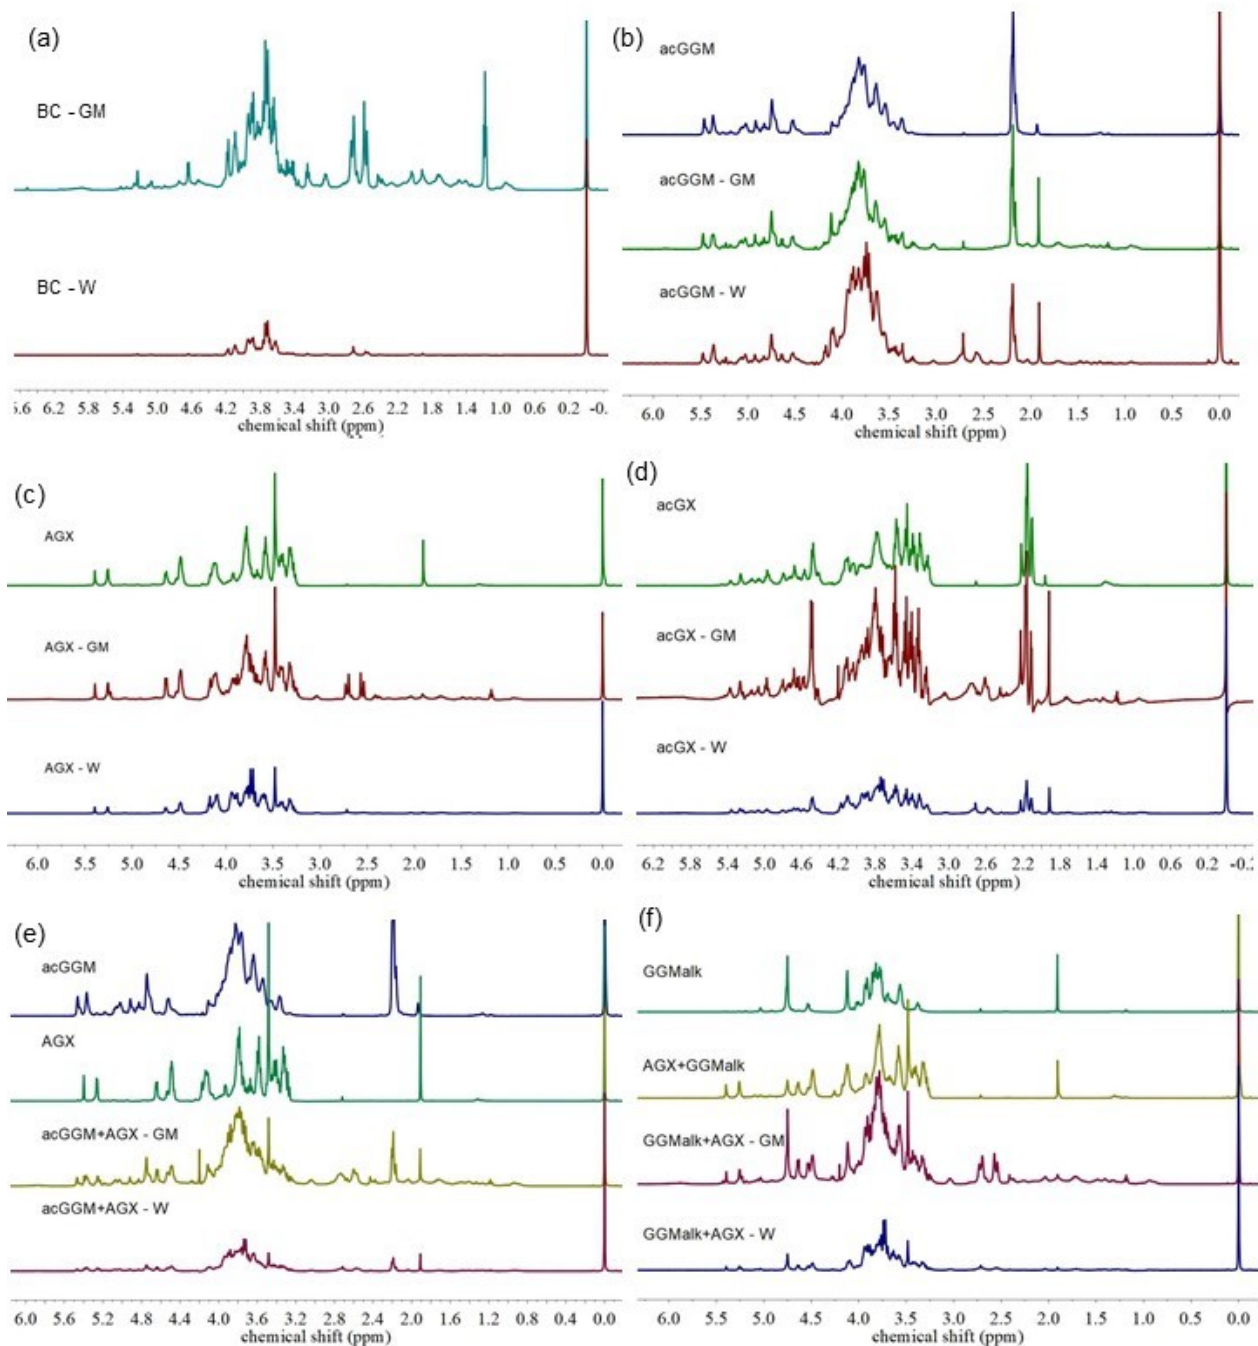 (a)
BC - GM
BC - W
5.6 6.2 5.8 5.4 5.0 4.6 4.2 3.8 3.4 3.0 2.6 2.2 1.8 1.4 1.0 0.6 0.2 -0.
chemical shift (ppm)
(b)
acGGM
acGGM - GM
acGGM - W
6.0 5.5 5.0 4.5 4.0 3.5 3.0 2.5 2.0 1.5 1.0 0.5 0.0
chemical shift (ppm)
(c)
AGX
AGX - GM
AGX - W
6.0 5.5 5.0 4.5 4.0 3.5 3.0 2.5 2.0 1.5 1.0 0.5 0.0
chemical shift (ppm)
(d)
acGX
acGX - GM
acGX - W
6.2 5.8 5.4 5.0 4.6 4.2 3.8 3.4 3.0 2.6 2.2 1.8 1.4 1.0 0.6 0.2 -0.2
chemical shift (ppm)
(e)
acGGM
AGX
acGGM+AGX - GM
acGGM+AGX - W
6.0 5.6 5.2 4.8 4.4 4.0 3.6 3.2 2.8 2.4 2.0 1.6 1.2 0.8 0.4 0.0
chemical shift (ppm)
(f)
GGMalk
AGX+GGMalk
GGMalk+AGX - GM
GGMalk+AGX - W
6.0 5.5 5.0 4.5 4.0 3.5 3.0 2.5 2.0 1.5 1.0 0.5 0.0
chemical shift (ppm)